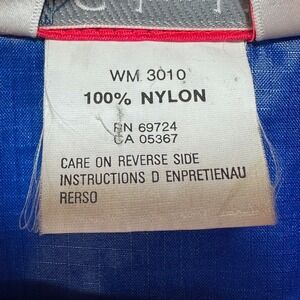 WM 3010
100% NYLON
RN 69724
CA 05367
CARE ON REVERSE SIDE
INSTRUCTIONS D ENPRETIENAU
RERSO